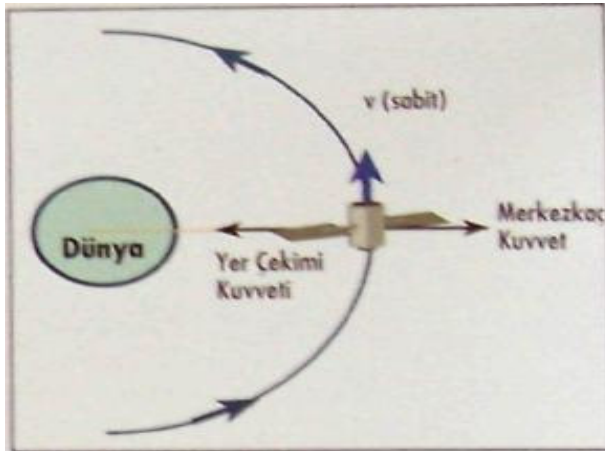 v (sabit)
Dünya
Yer Çekimi
Kuvveti
Merkezkaç
Kuvvet